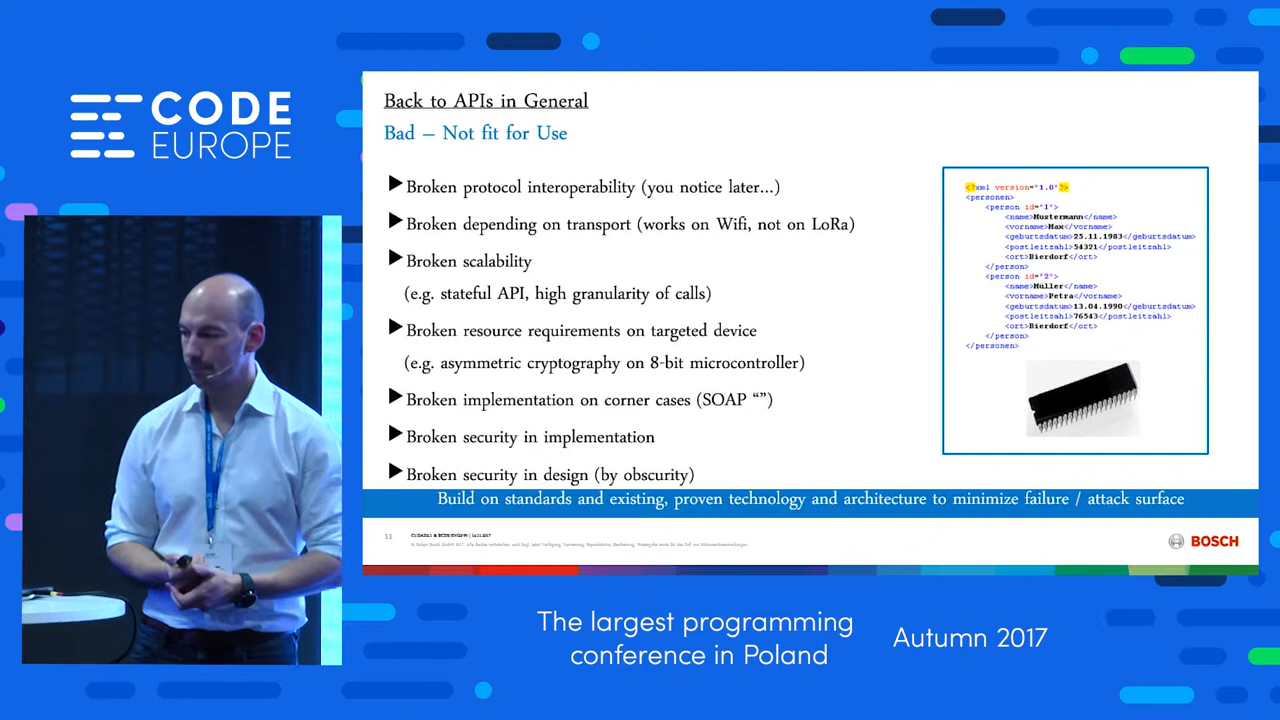 CODE
EUROPE
Back to APIs in General
Bad – Not fit for Use
Broken protocol interoperability (you notice later...)
Broken depending on transport (works on Wifi, not on LoRa)
Broken scalability
(e.g. stateful API, high granularity of calls)
Broken resource requirements on targeted device
(e.g. asymmetric cryptography on 8-bit microcontroller)
Broken implementation on corner cases (SOAP “”)
Broken security in implementation
Broken security in design (by obscurity)
<?xml version="1.0"?>
<personen>
<person id="1">
<name>Mustermann</name>
<vorname>Max</vorname>
<geburtsdatum>25.11.1983</geburtsdatum>
<postleitzahl>54321</postleitzahl>
<ort>Bierdorf</ort>
</person>
<person id="2">
<name>Müller</name>
<vorname>Petra</vorname>
<geburtsdatum>13.04.1990</geburtsdatum>
<postleitzahl>76543</postleitzahl>
<ort>Bierdorf</ort>
</person>
</personen>
Build on standards and existing, proven technology and architecture to minimize failure / attack surface
11
BOSCH
The largest programming
conference in Poland
Autumn 2017